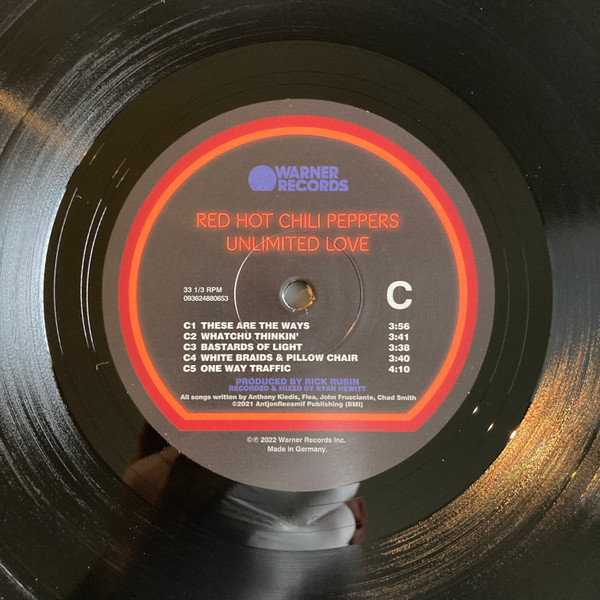 WARNER
RECORDS
RED HOT CHILI PEPPERS
UNLIMITED LOVE
33 1/3 RPM
093624880653
C
C1 THESE ARE THE WAYS 3:56
C2 WHATCHU THINKIN' 3:41
C3 BASTARDS OF LIGHT 3:38
C4 WHITE BRAIDS & PILLOW CHAIR 3:40
C5 ONE WAY TRAFFIC 4:10
PRODUCED BY RICK RUBIN
RECORDED & MIXED BY RYAN HEWITT
All songs written by Anthony Kiedis, Flea, John Frusciante, Chad Smith
©2021 Antjonfleesmif Publishing (BMI)
©℗ 2022 Warner Records Inc.
Made in Germany.